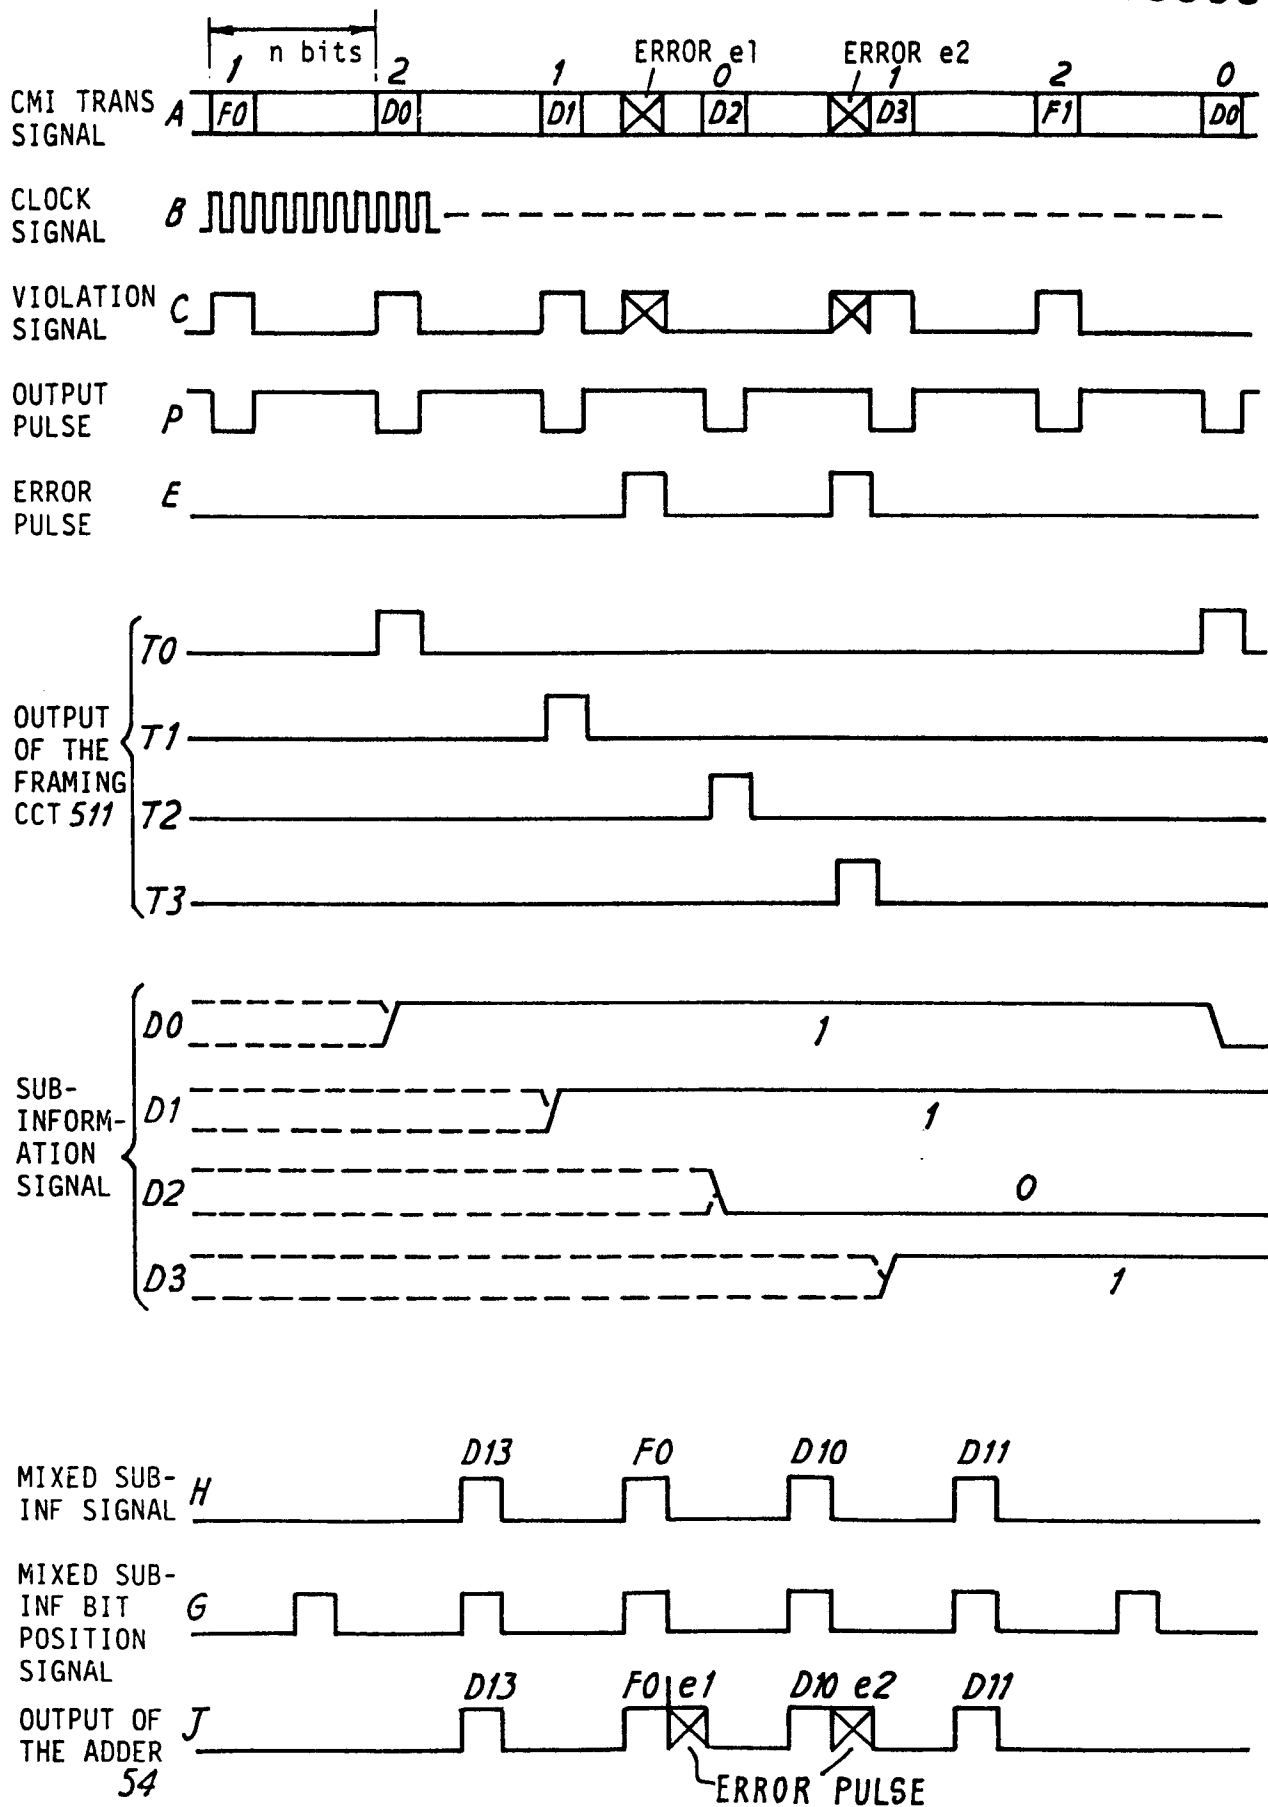 n bits
ERROR e1
ERROR e2
1 2 1 0 1 2 0
CMI TRANS
SIGNAL
A F0 D0 D1 D2 D3 F1 D0
CLOCK
SIGNAL
B
VIOLATION
SIGNAL
C
OUTPUT
PULSE
P
ERROR
PULSE
E
OUTPUT
OF THE
FRAMING
CCT 511
T0
T1
T2
T3
SUB-
INFORM-
ATION
SIGNAL
D0 1
D1 1
D2 0
D3 1
D13 F0 D10 D11
MIXED SUB-
INF SIGNAL
H
MIXED SUB-
INF BIT
POSITION
SIGNAL
G
D13 F0 e1 D10 e2 D11
OUTPUT OF
THE ADDER
54
J
ERROR PULSE